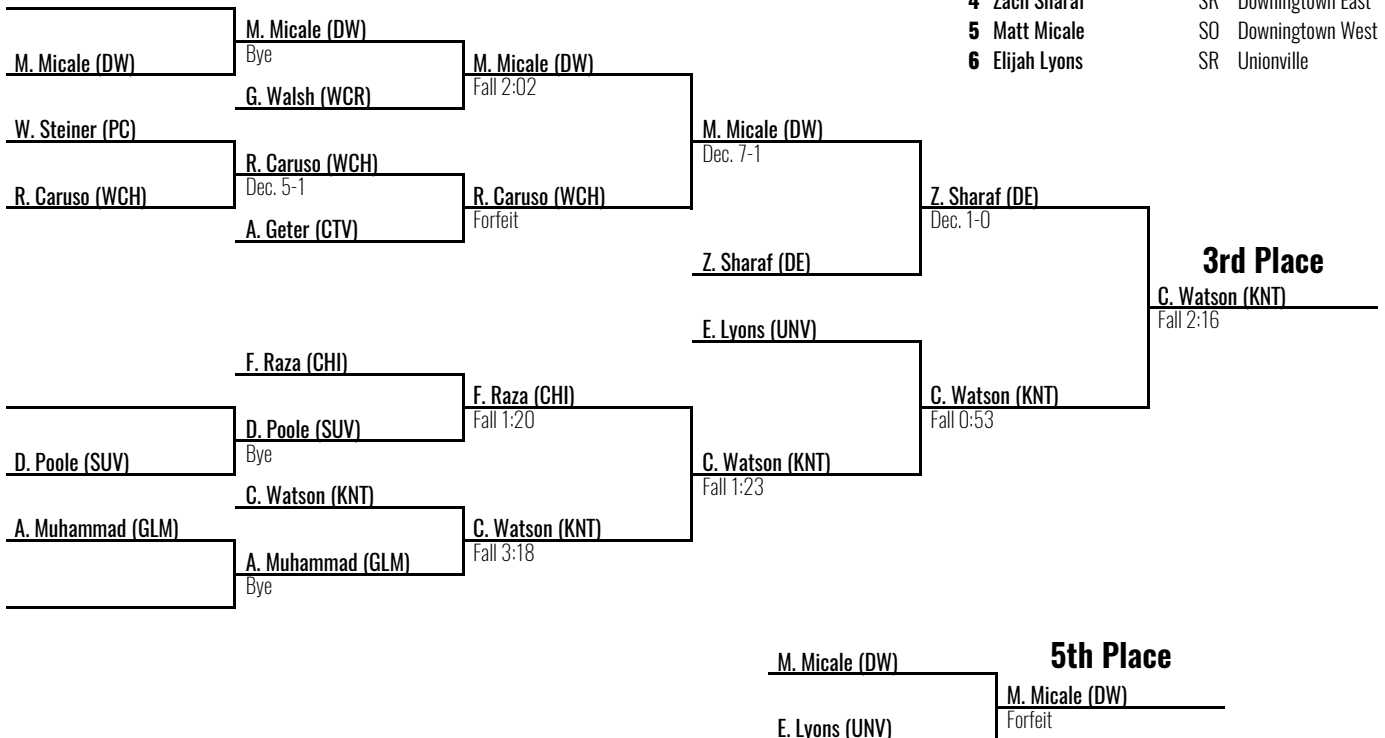 4 Zach Sharaf SR Downingtown East
5 Matt Micale SO Downingtown West
6 Elijah Lyons SR Unionville
M. Micale (DW)
Bye
M. Micale (DW)
M. Micale (DW)
Fall 2:02
G. Walsh (WCR)
W. Steiner (PC)
M. Micale (DW)
Dec. 7-1
R. Caruso (WCH)
Dec. 5-1
R. Caruso (WCH)
R. Caruso (WCH)
Forfeit
Z. Sharaf (DE)
Dec. 1-0
A. Geter (CTV)
Z. Sharaf (DE)
3rd Place
C. Watson (KNT)
Fall 2:16
E. Lyons (UNV)
F. Raza (CHI)
F. Raza (CHI)
Fall 1:20
C. Watson (KNT)
Fall 0:53
D. Poole (SUV)
Bye
D. Poole (SUV)
C. Watson (KNT)
Fall 1:23
C. Watson (KNT)
A. Muhammad (GLM)
C. Watson (KNT)
Fall 3:18
A. Muhammad (GLM)
Bye
5th Place
M. Micale (DW)
M. Micale (DW)
Forfeit
E. Lyons (UNV)